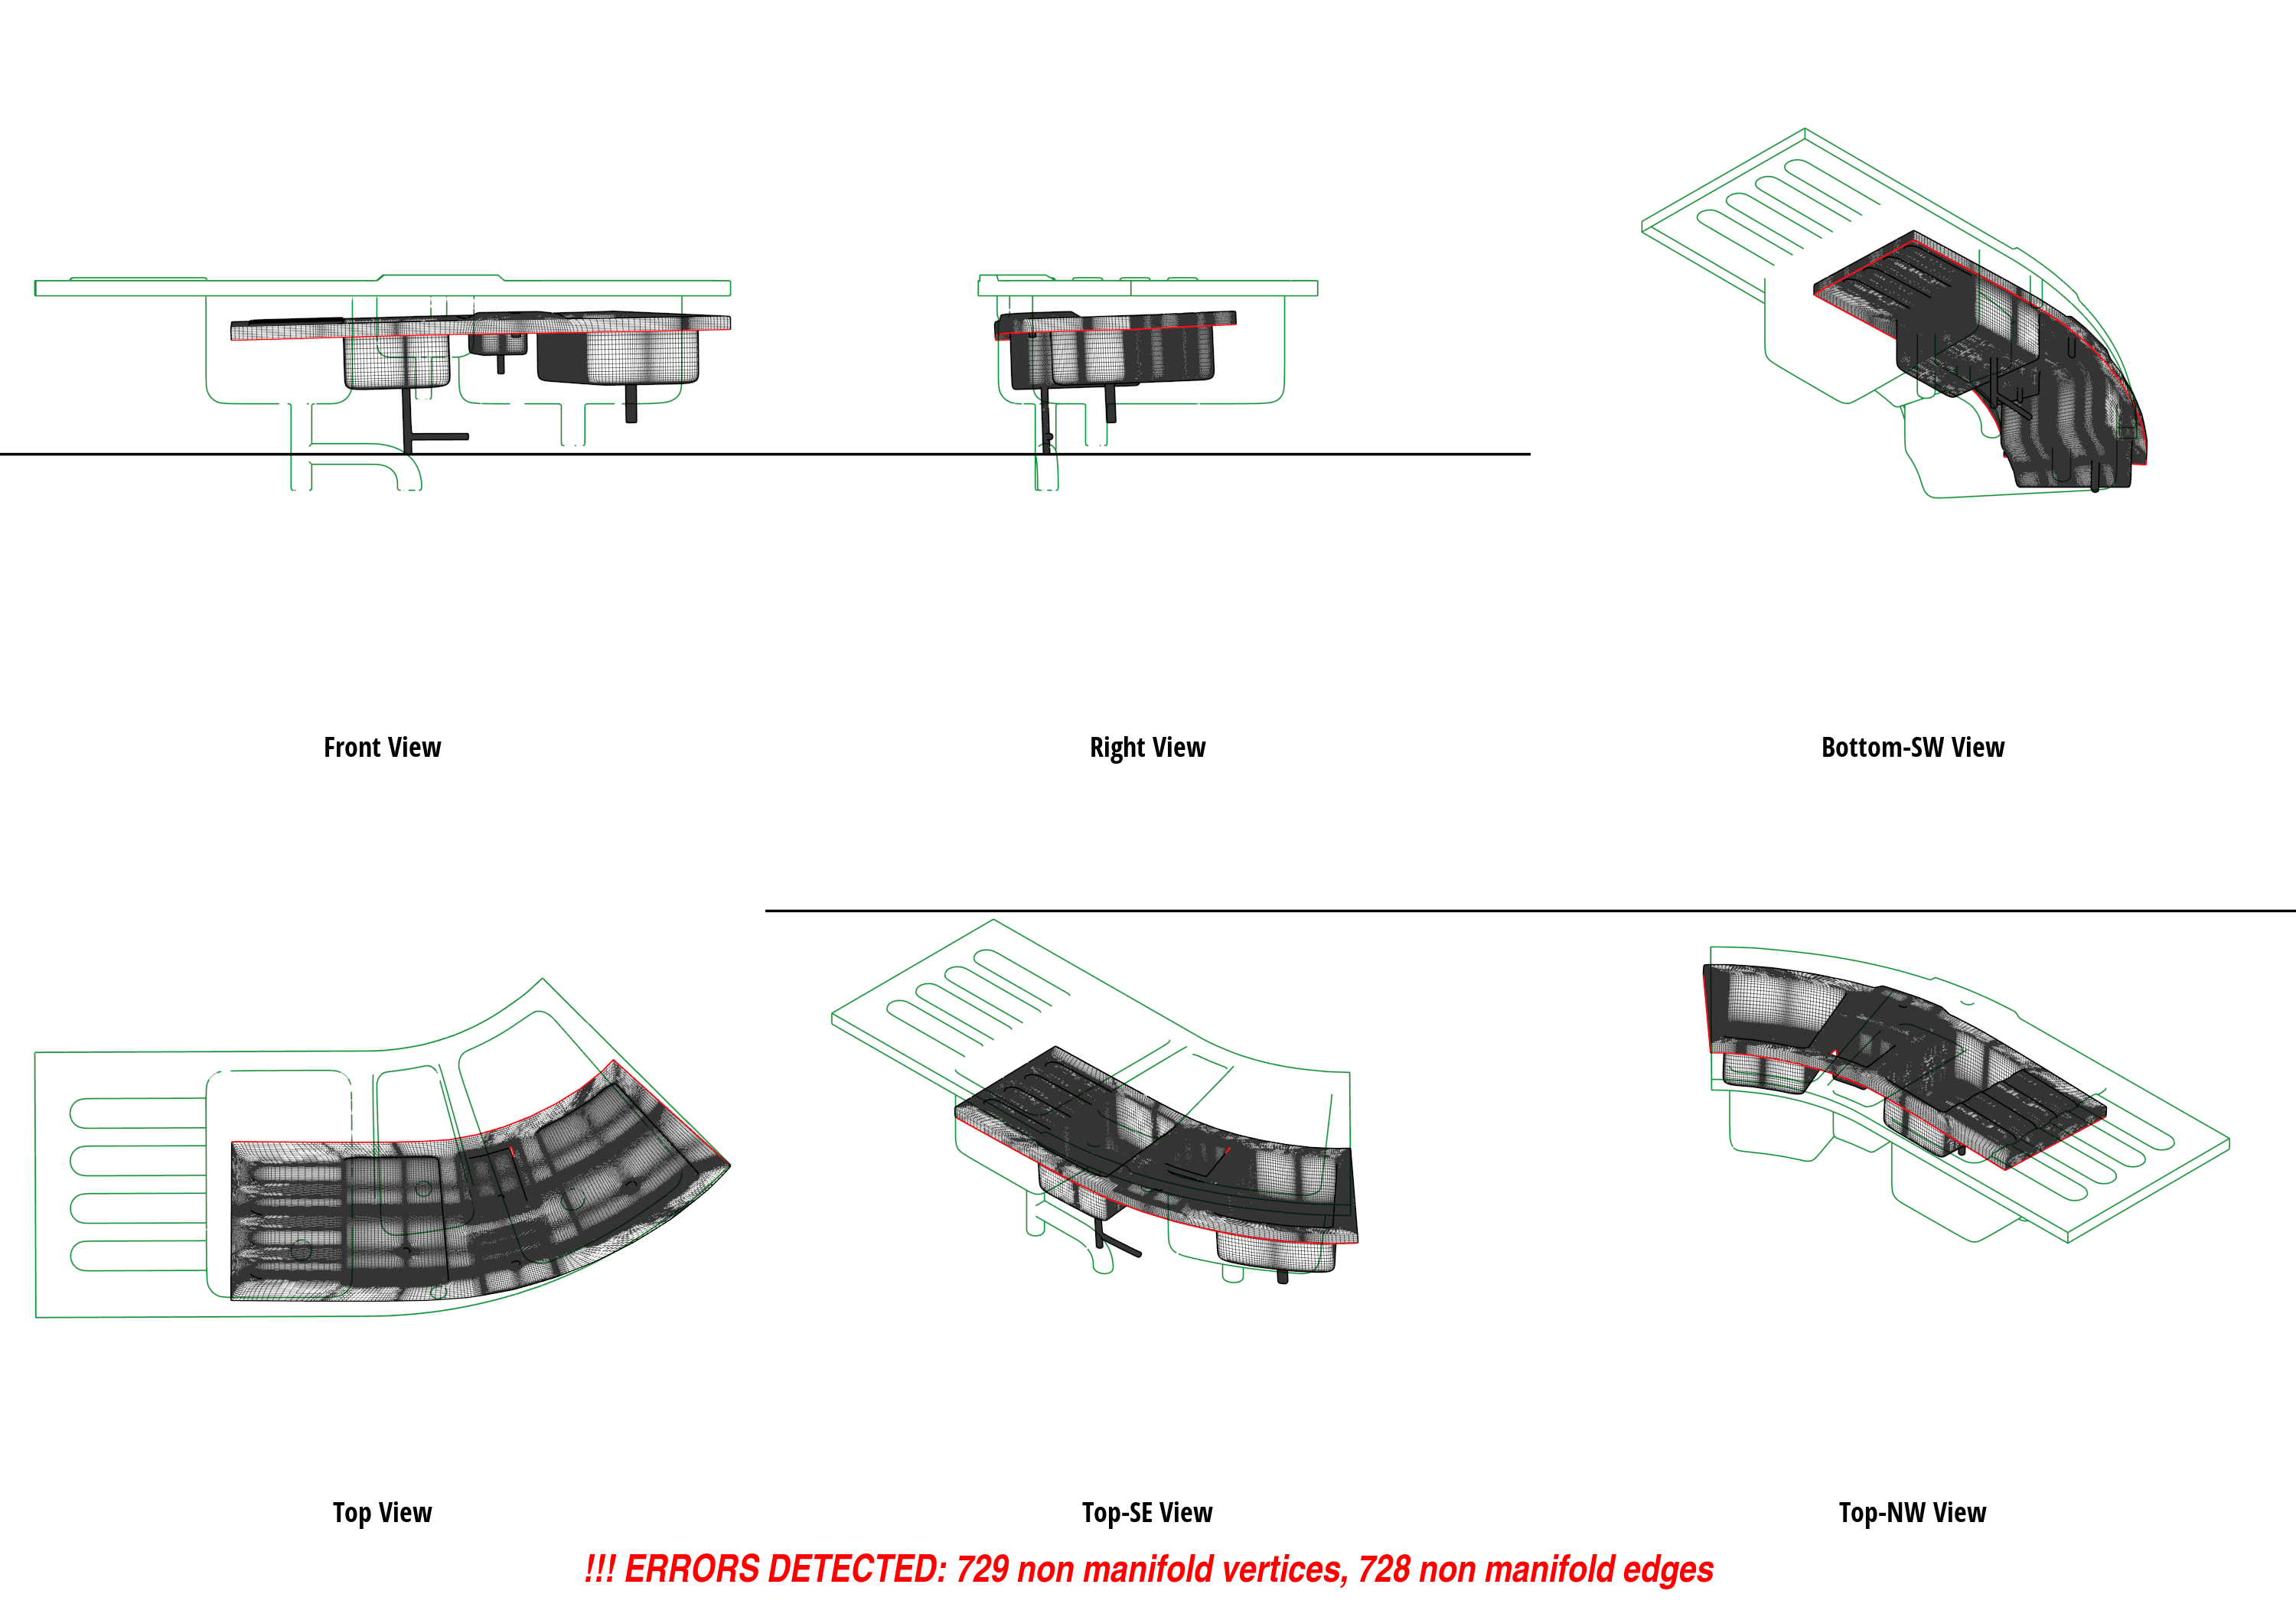 Front View
Right View
Bottom-SW View
Top View
Top-SE View
Top-NW View
!!! ERRORS DETECTED: 729 non manifold vertices, 728 non manifold edges